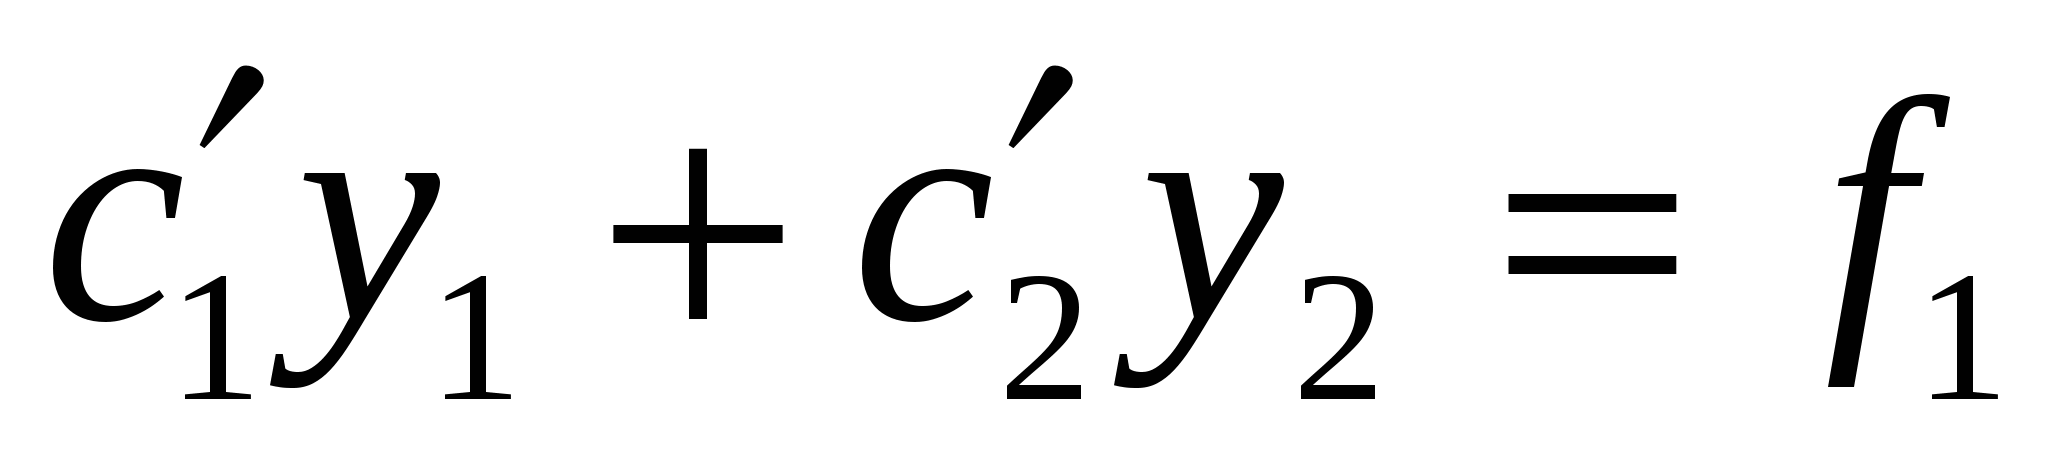 c′₁y₁ + c′₂y₂ = f₁